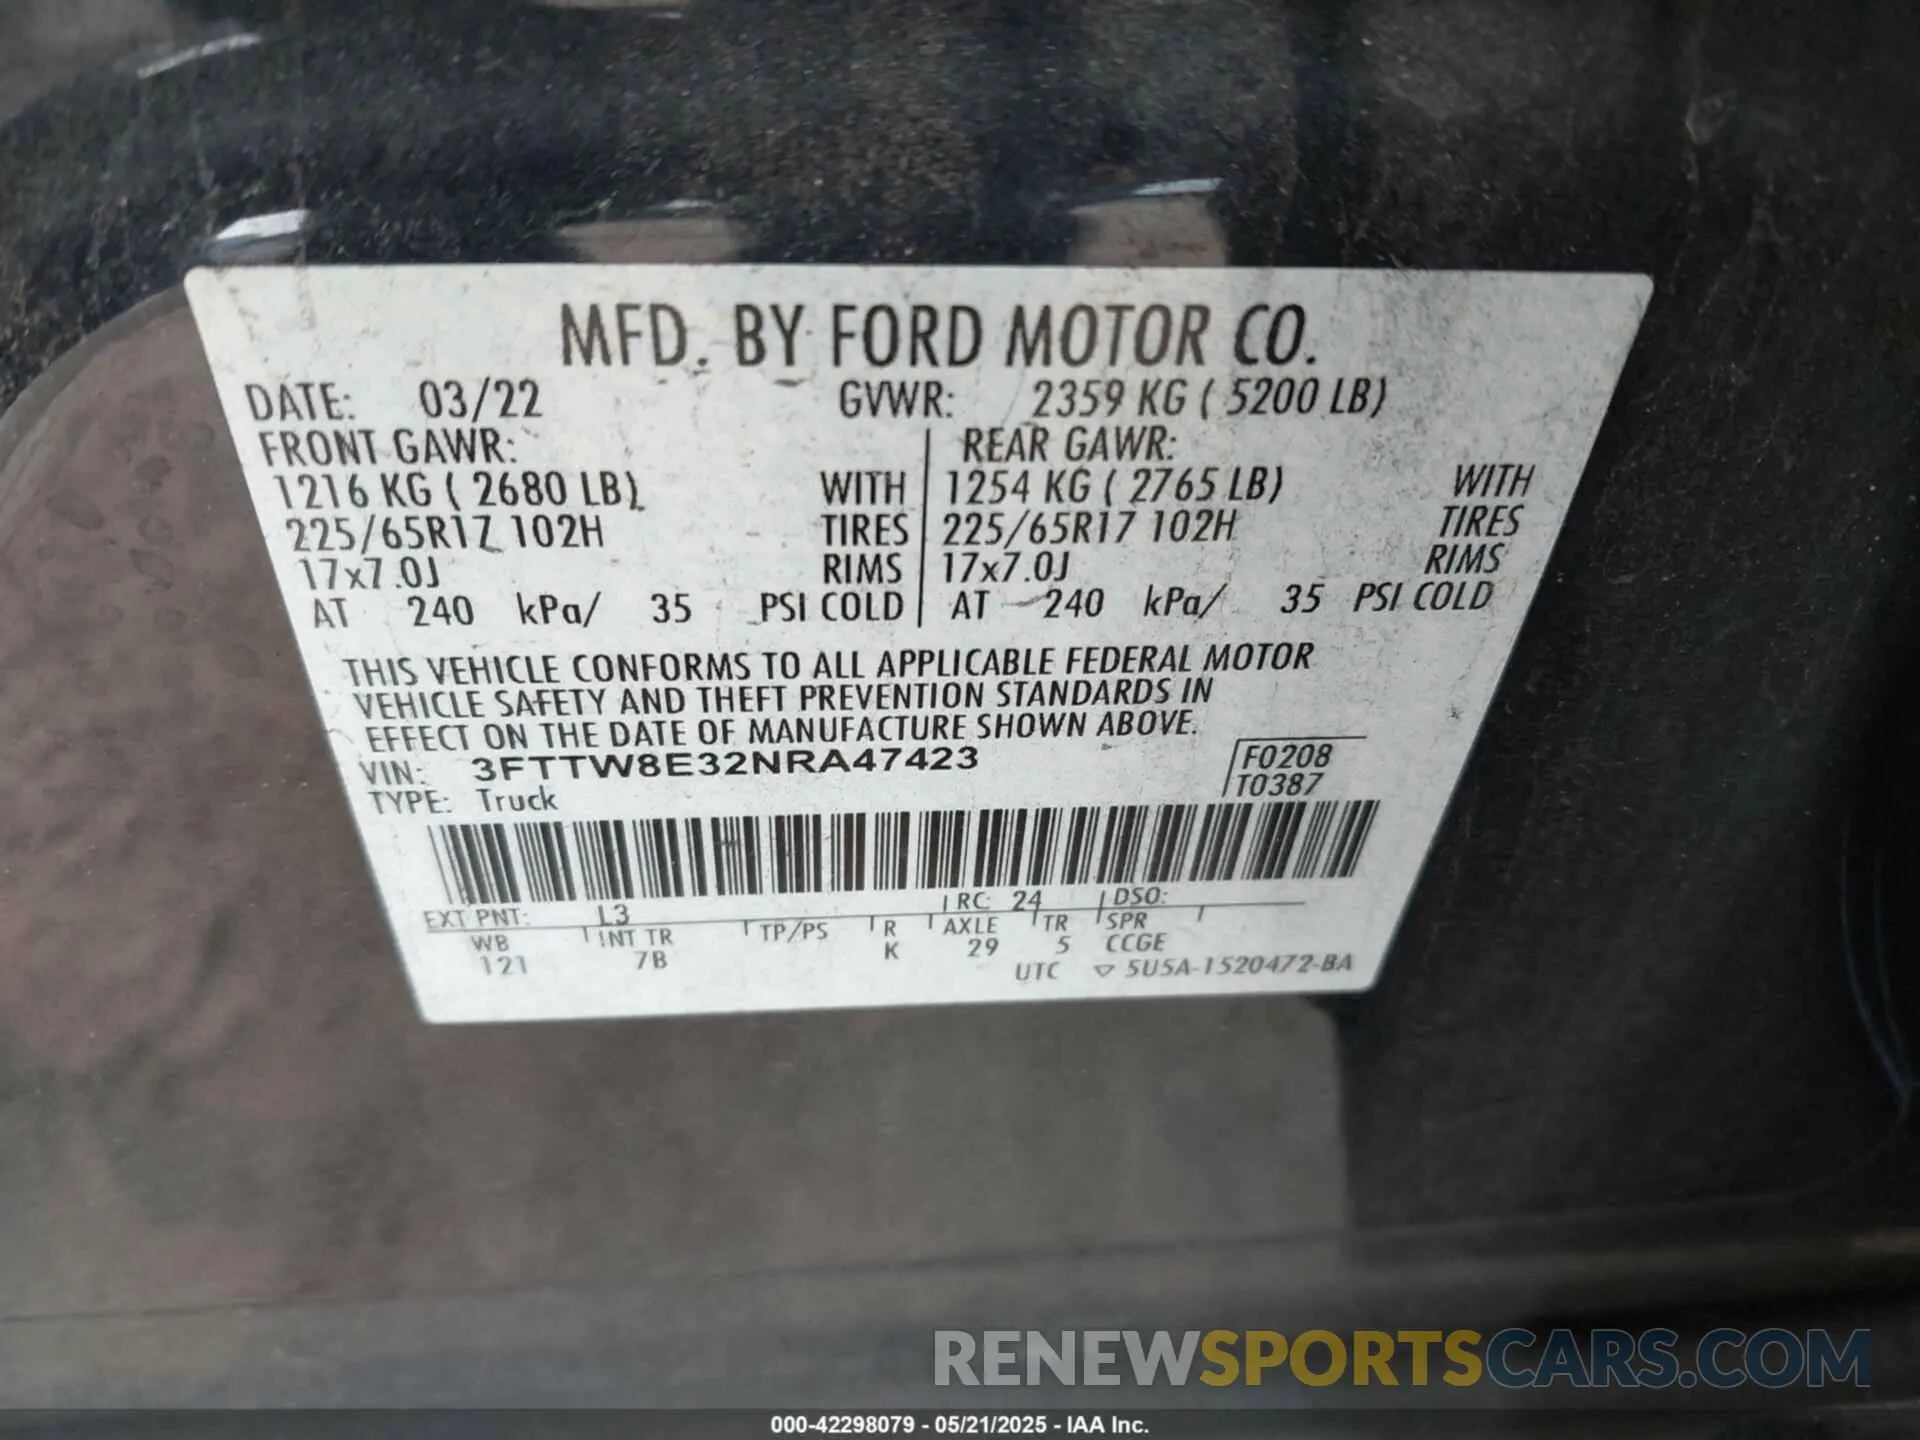 MFD. BY FORD MOTOR CO.
DATE: 03/22 GVWR: 2359 KG ( 5200 LB)
FRONT GAWR: REAR GAWR:
1216 KG ( 2680 LB) WITH 1254 KG ( 2765 LB) WITH
225/65R17 102H TIRES 225/65R17 102H TIRES
17x7.0J RIMS 17x7.0J RIMS
AT 240 kPa/ 35 PSI COLD AT 240 kPa/ 35 PSI COLD
THIS VEHICLE CONFORMS TO ALL APPLICABLE FEDERAL MOTOR
VEHICLE SAFETY AND THEFT PREVENTION STANDARDS IN
EFFECT ON THE DATE OF MANUFACTURE SHOWN ABOVE.
VIN: 3FTTW8E32NRA47423 F0208
TYPE: Truck T0387
EXT PNT: L3 RC: 24 DSO:
WB INT TR TP/PS R AXLE TR SPR
121 7B K 29 5 CCGE
UTC ▽ 5U5A-1520472-BA
RENEWSPORTSCARS.COM
000-42298079 - 05/21/2025 - IAA Inc.